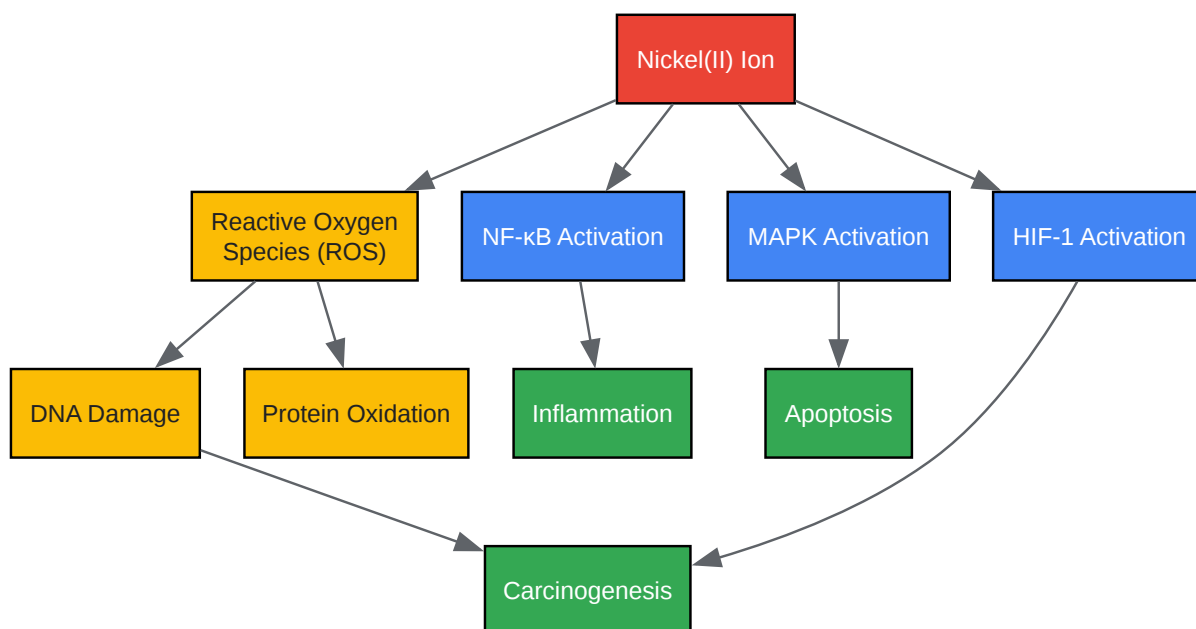 Nickel(II) Ion
Reactive Oxygen
Species (ROS)
NF-κB Activation
MAPK Activation
HIF-1 Activation
DNA Damage
Protein Oxidation
Inflammation
Apoptosis
Carcinogenesis